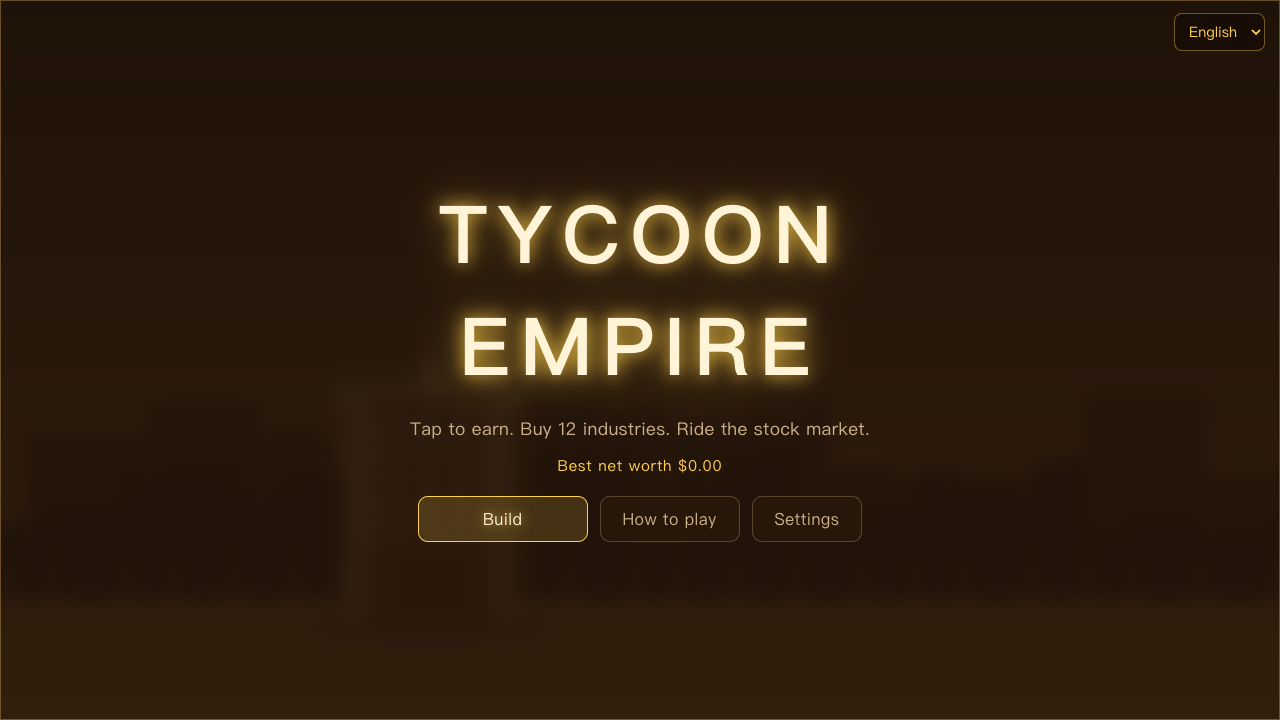 English
TYCOON
EMPIRE
Tap to earn. Buy 12 industries. Ride the stock market.
Best net worth $0.00
Build
How to play
Settings